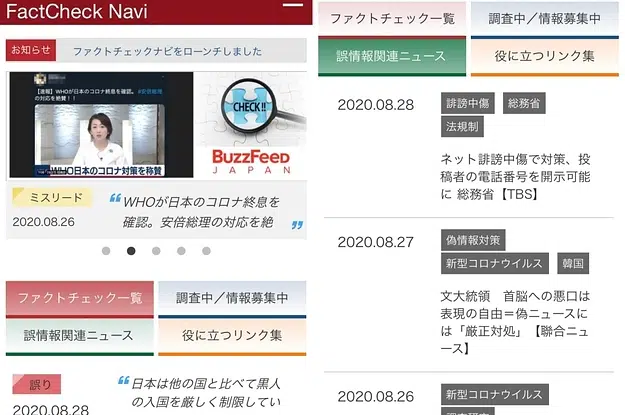 FactCheck Navi
お知らせ
ファクトチェックナビをローンチしました
【速報】WHOが日本のコロナ終息を確認。#安倍総理
の対応を絶賛！！
WHO日本のコロナ対策を称賛
CHECK!!
BuzzFeed
JAPAN
ミスリード
2020.08.26
WHOが日本のコロナ終息を
確認。安倍総理の対応を絶
ファクトチェック一覧
調査中／情報募集中
誤情報関連ニュース
役に立つリンク集
誤り
2020.08.28
日本は他の国と比べて黒人
の入国を厳しく制限してい
ファクトチェック一覧
調査中／情報募集中
誤情報関連ニュース
役に立つリンク集
2020.08.28
誹謗中傷
総務省
法規制
ネット誹謗中傷で対策、投
稿者の電話番号を開示可能
に 総務省【TBS】
2020.08.27
偽情報対策
新型コロナウイルス
韓国
文大統領　首脳への悪口は
表現の自由＝偽ニュースに
は「厳正対処」【聯合ニュ
ース】
2020.08.26
新型コロナウイルス